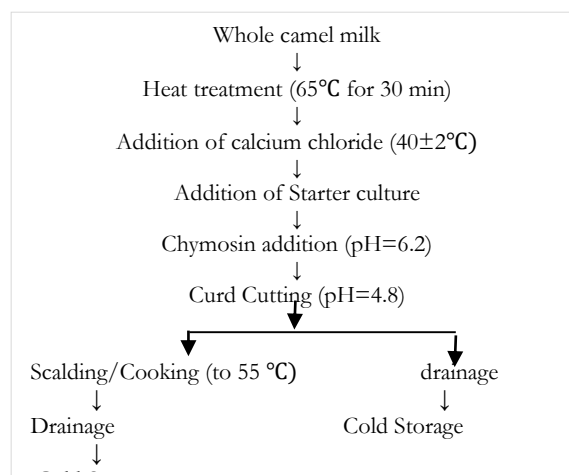 Whole camel milk
↓
Heat treatment (65℃ for 30 min)
↓
Addition of calcium chloride (40±2℃)
↓
Addition of Starter culture
↓
Chymosin addition (pH=6.2)
↓
Curd Cutting (pH=4.8)
Scalding/Cooking (to 55 ℃) drainage
↓ ↓
Drainage Cold Storage
↓